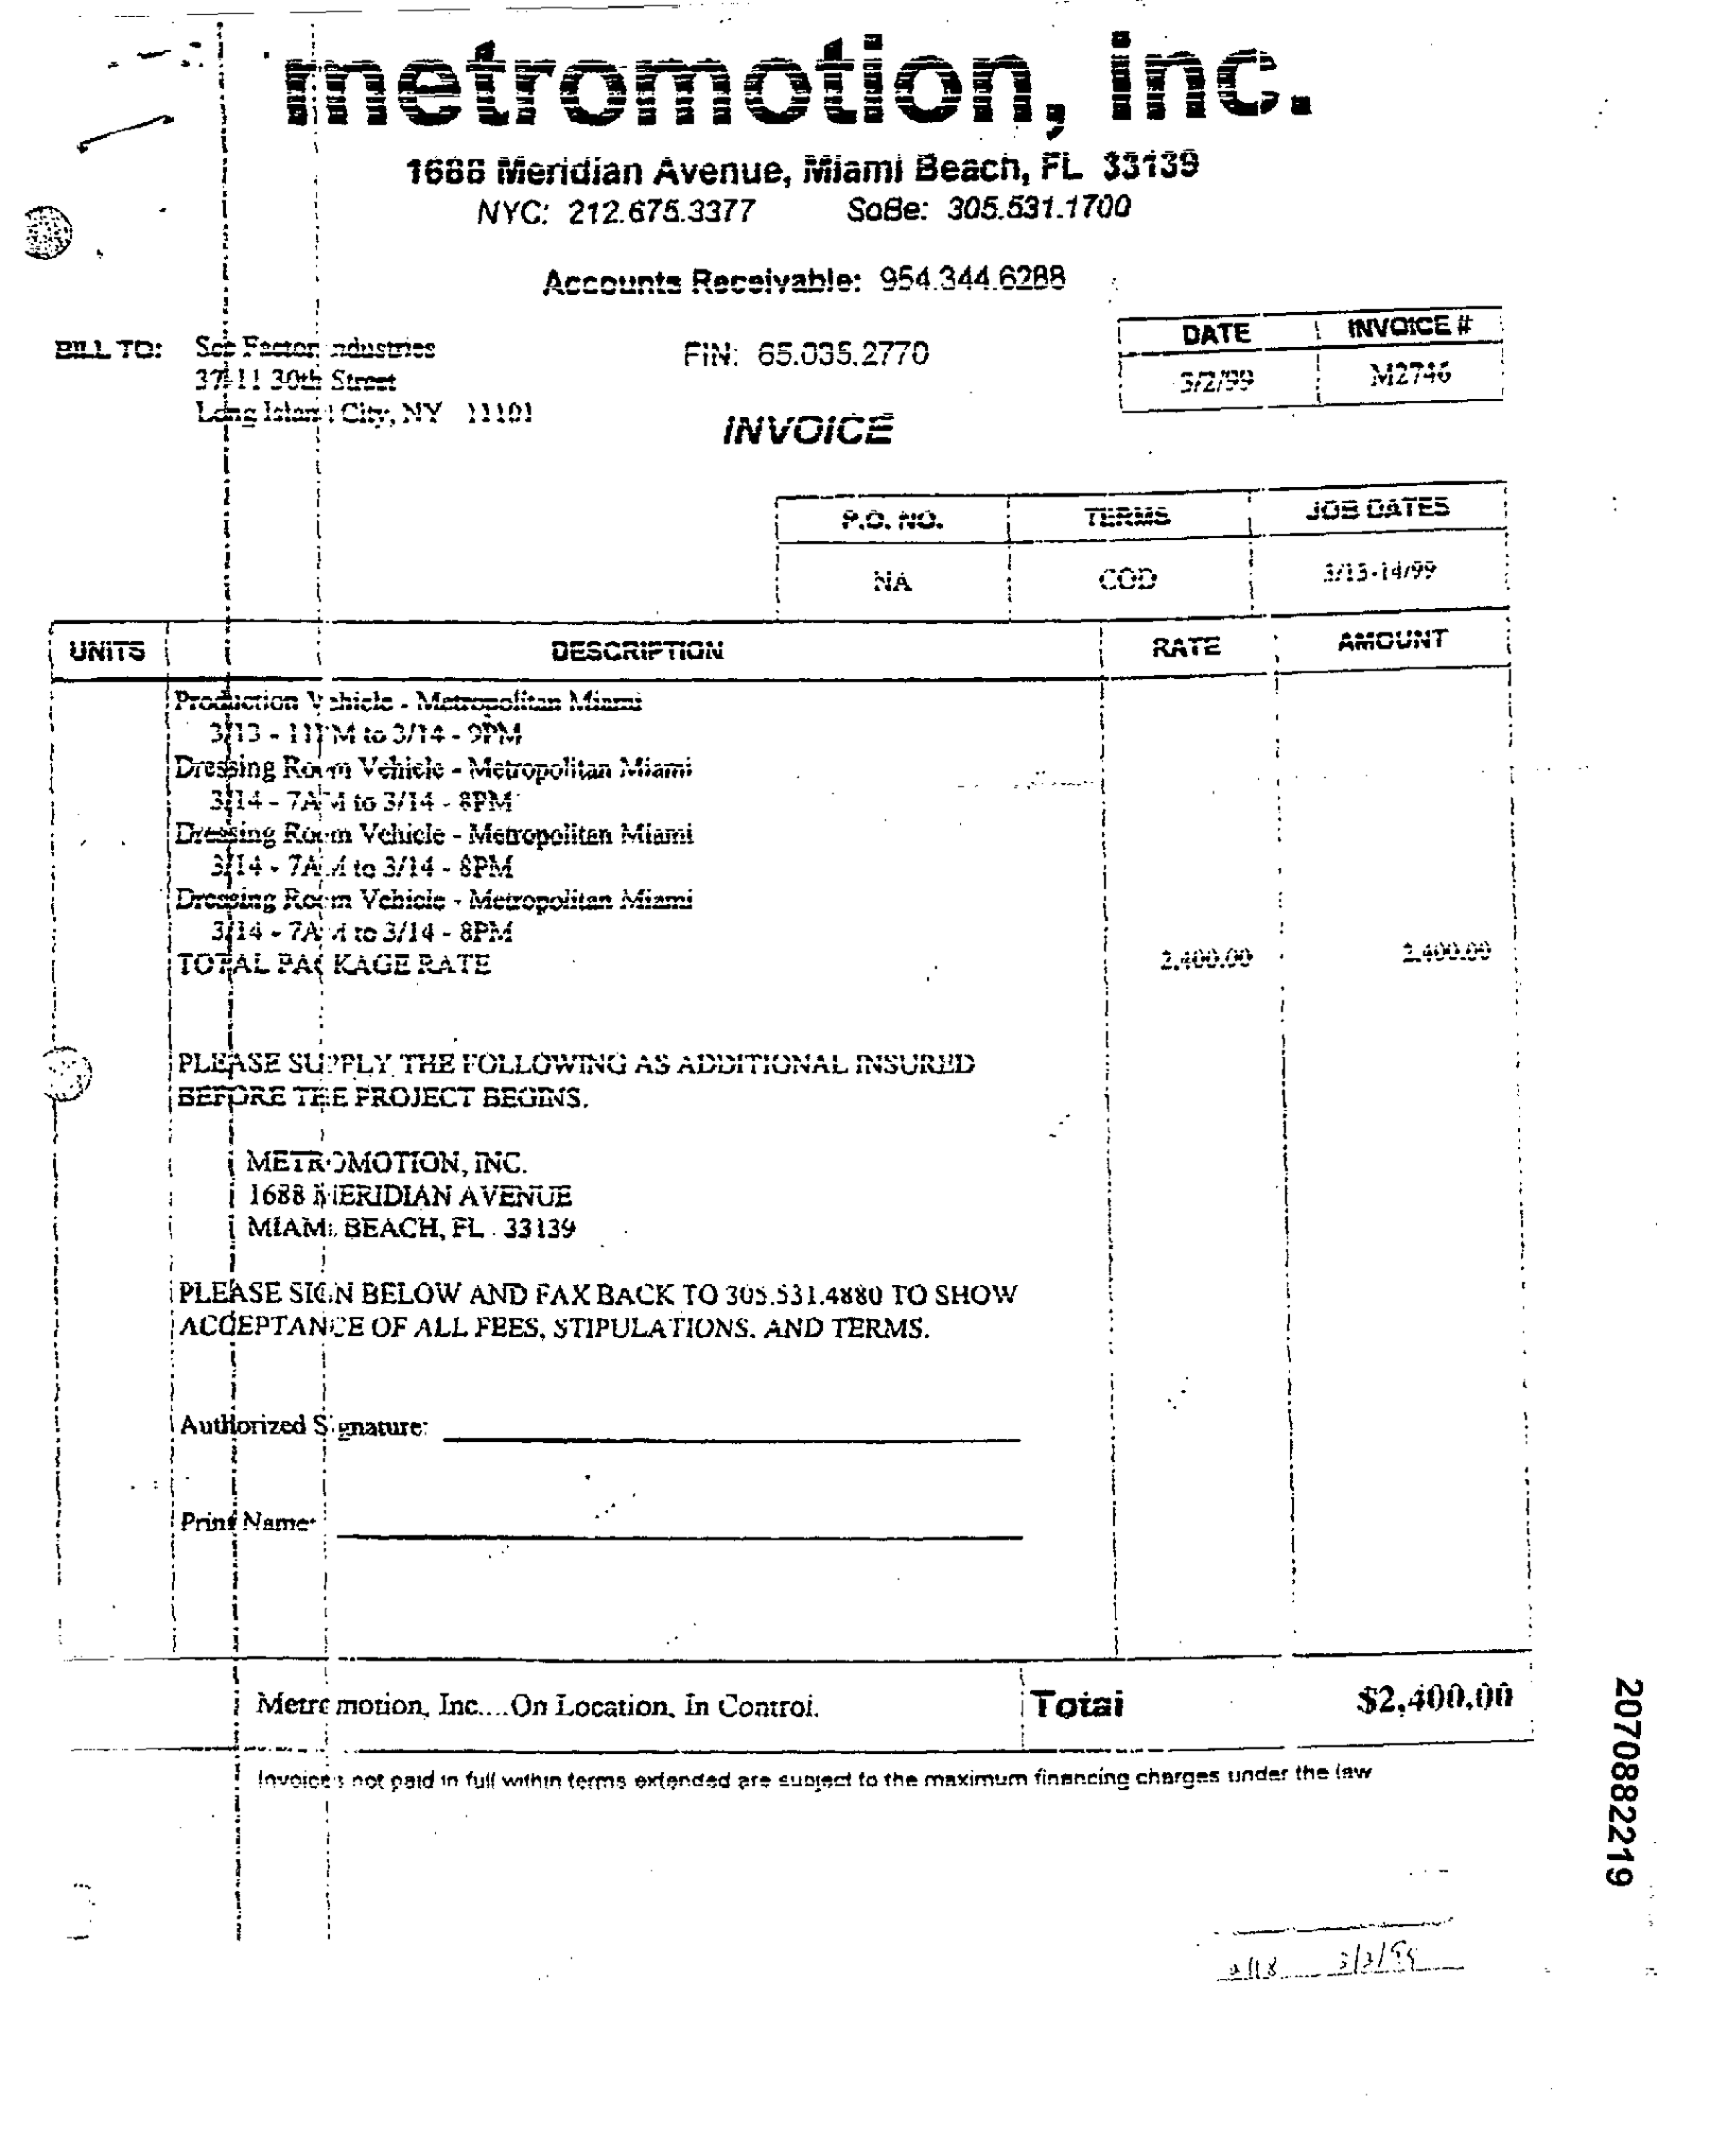 metromotion, inc.
1688 Meridian Avenue, Miami Beach, FL 33139
NYC: 212.675.3377 SoBe: 305.531.1700
Accounts Receivable: 954.344.6288
DATE INVOICE #
3/2/99 M2746
BILL TO: Factor Industries
37-11 30th Street
Long Island City, NY 11101
FIN: 65.035.2770
INVOICE
P.O. NO. TERMS JOB DATES
NA COD 3/13-14/99
UNITS DESCRIPTION RATE AMOUNT
Production Vehicle - Metropolitan Miami
3/13 - 11PM to 3/14 - 9PM
Dressing Room Vehicle - Metropolitan Miami
3/14 - 7AM to 3/14 - 8PM
Dressing Room Vehicle - Metropolitan Miami
3/14 - 7AM to 3/14 - 8PM
Dressing Room Vehicle - Metropolitan Miami
3/14 - 7AM to 3/14 - 8PM
TOTAL PACKAGE RATE 2,400.00 2,400.00
PLEASE SUPPLY THE FOLLOWING AS ADDITIONAL INSURED
BEFORE THE PROJECT BEGINS.
METROMOTION, INC.
1688 MERIDIAN AVENUE
MIAMI BEACH, FL 33139
PLEASE SIGN BELOW AND FAX BACK TO 305.531.4880 TO SHOW
ACCEPTANCE OF ALL FEES, STIPULATIONS, AND TERMS.
Authorized Signature:
Print Name:
Metromotion, Inc....On Location, In Control.
Total $2,400.00
Invoices not paid in full within terms extended are subject to the maximum financing charges under the law
2070882219